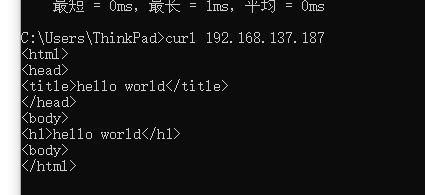 最短 = 0ms，最长 = 1ms，平均 = 0ms
C:\Users\ThinkPad>curl 192.168.137.187
<html>
<head>
<title>hello world</title>
</head>
<body>
<h1>hello world</h1>
<body>
</html>